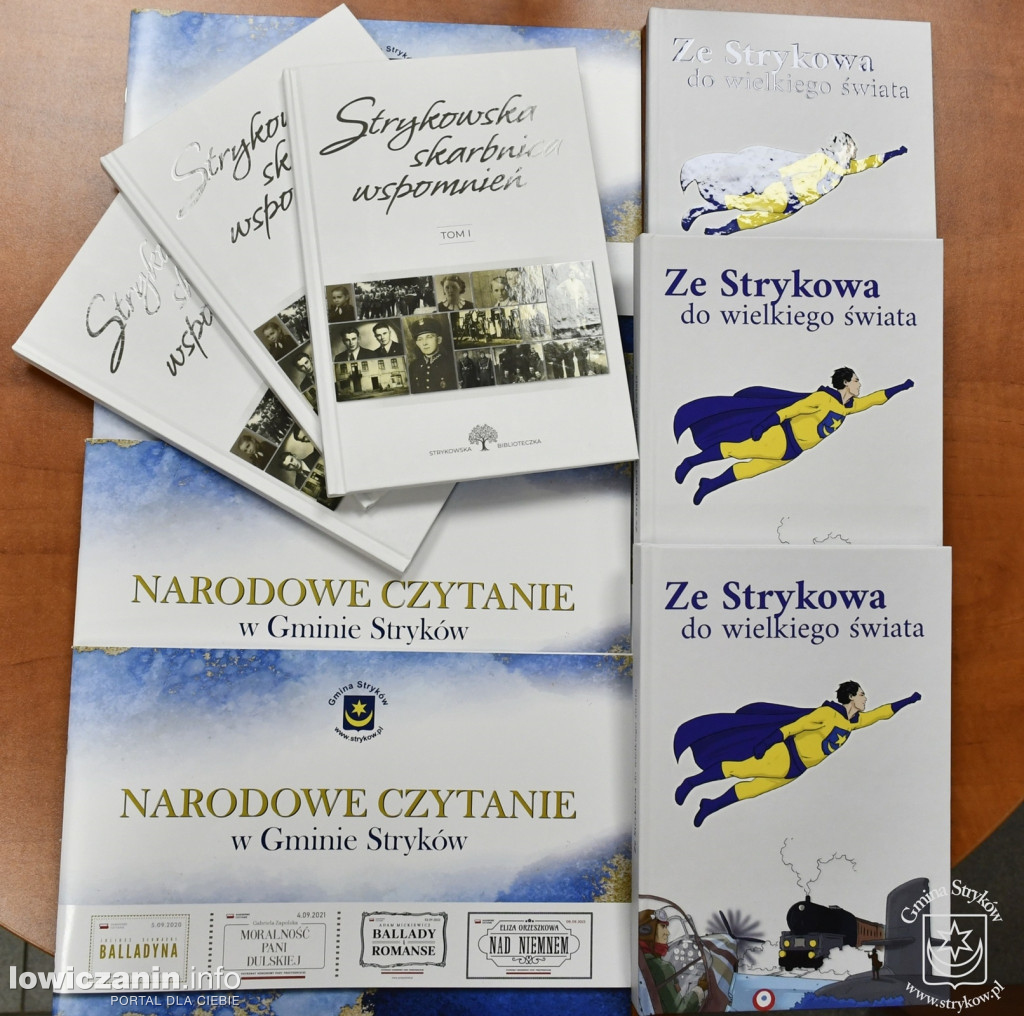 Strykowska
skarbnica
wspomnień
TOM I
STRYKOWSKA BIBLIOTECZKA
Ze Strykowa
do wielkiego świata
Ze Strykowa
do wielkiego świata
Ze Strykowa
do wielkiego świata
NARODOWE CZYTANIE
w Gminie Stryków
Gmina Stryków
www.strykow.pl
NARODOWE CZYTANIE
w Gminie Stryków
BALLADYNA
4.09.2021
Gabriela Zapolska
MORALNOŚĆ
PANI
DULSKIEJ
ADAM MICKIEWICZ
BALLADY
I
ROMANSE
ELIZA ORZESZKOWA
NAD NIEMNEM
lowiczanin.info
PORTAL DLA CIEBIE
Gmina Stryków
www.strykow.pl